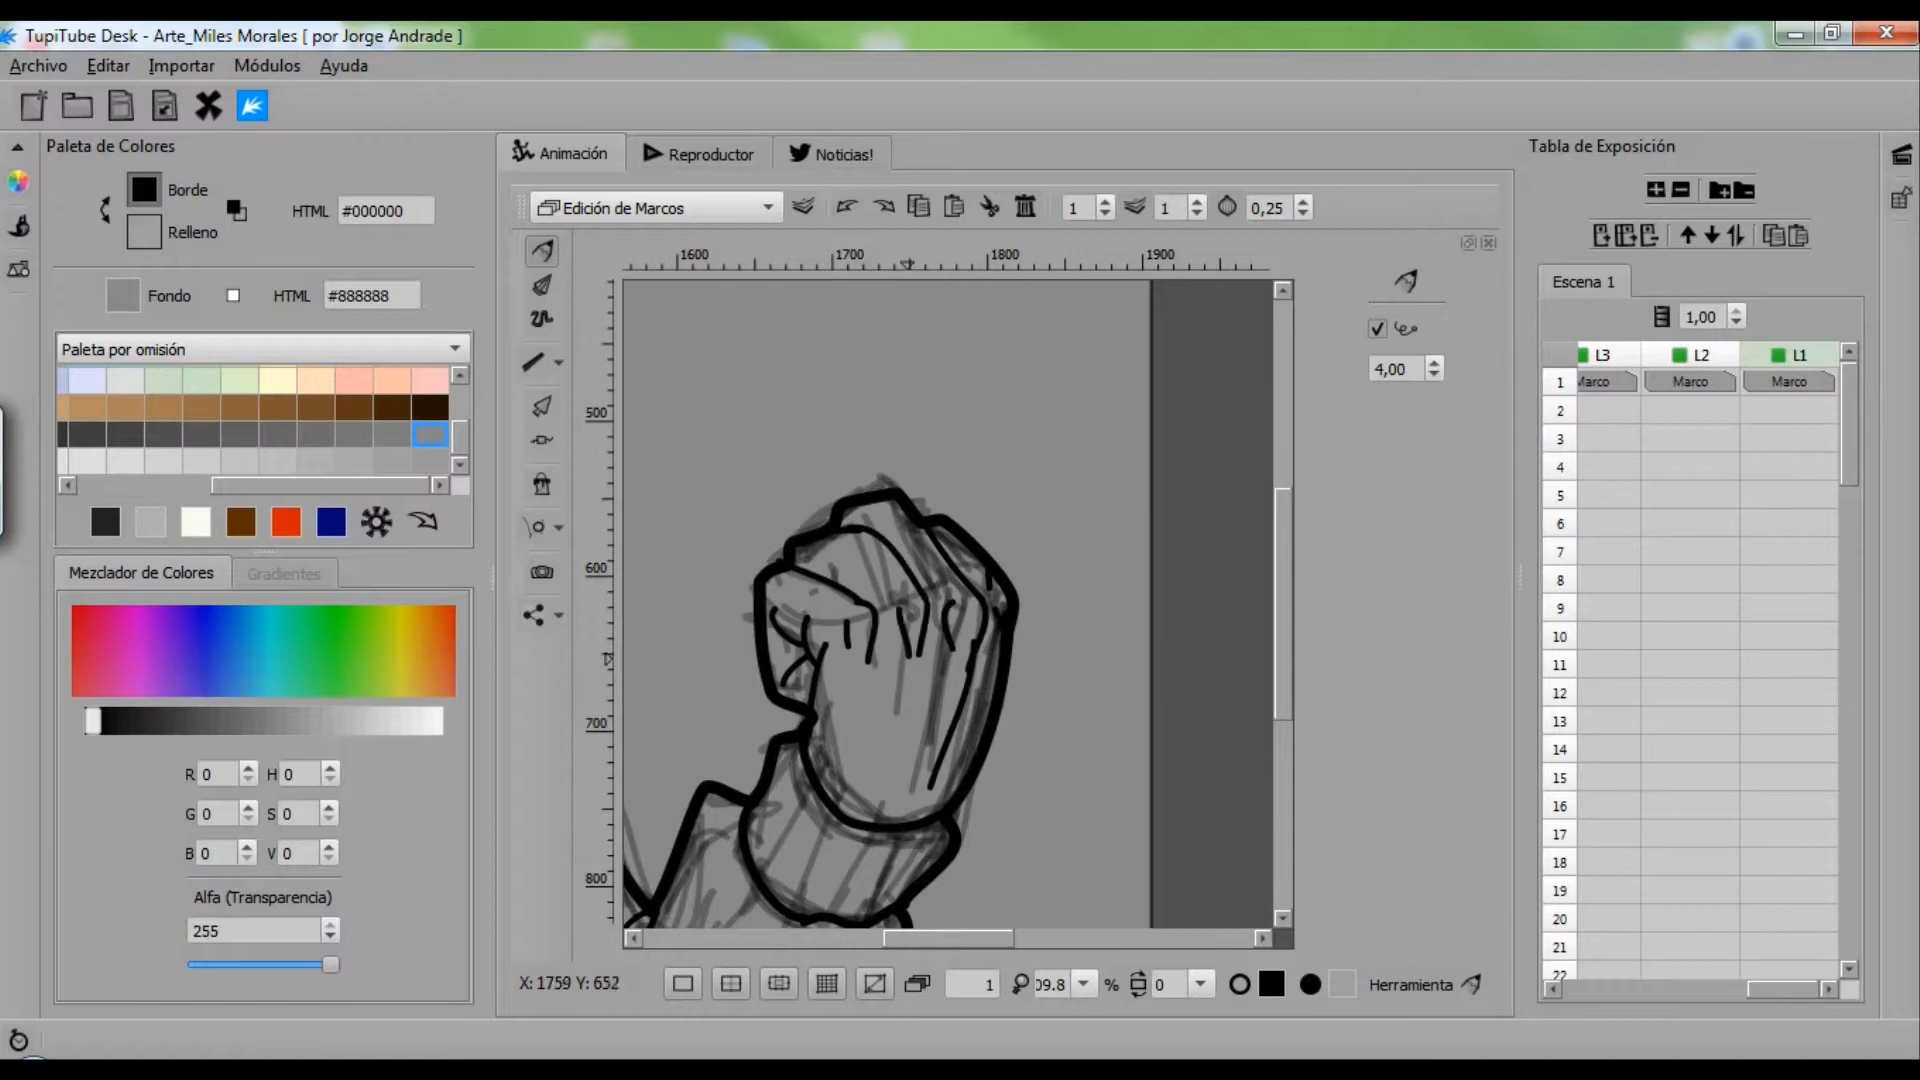 TupiTube Desk - Arte_Miles Morales [ por Jorge Andrade ]
Archivo Editar Importar Módulos Ayuda
Paleta de Colores
Borde
Relleno
HTML #000000
Fondo HTML #888888
Paleta por omisión
Mezclador de Colores Gradientes
R 0 H 0
G 0 S 0
B 0 V 0
Alfa (Transparencia)
255
Animación Reproductor Noticias!
Edición de Marcos 1 1 0,25
1600 1700 1800 1900
500
600
700
800
4,00
X: 1759 Y: 652 1 09.8 % 0 Herramienta
Tabla de Exposición
Escena 1
1,00
L3 L2 L1
1 Marco Marco Marco
2
3
4
5
6
7
8
9
10
11
12
13
14
15
16
17
18
19
20
21
22